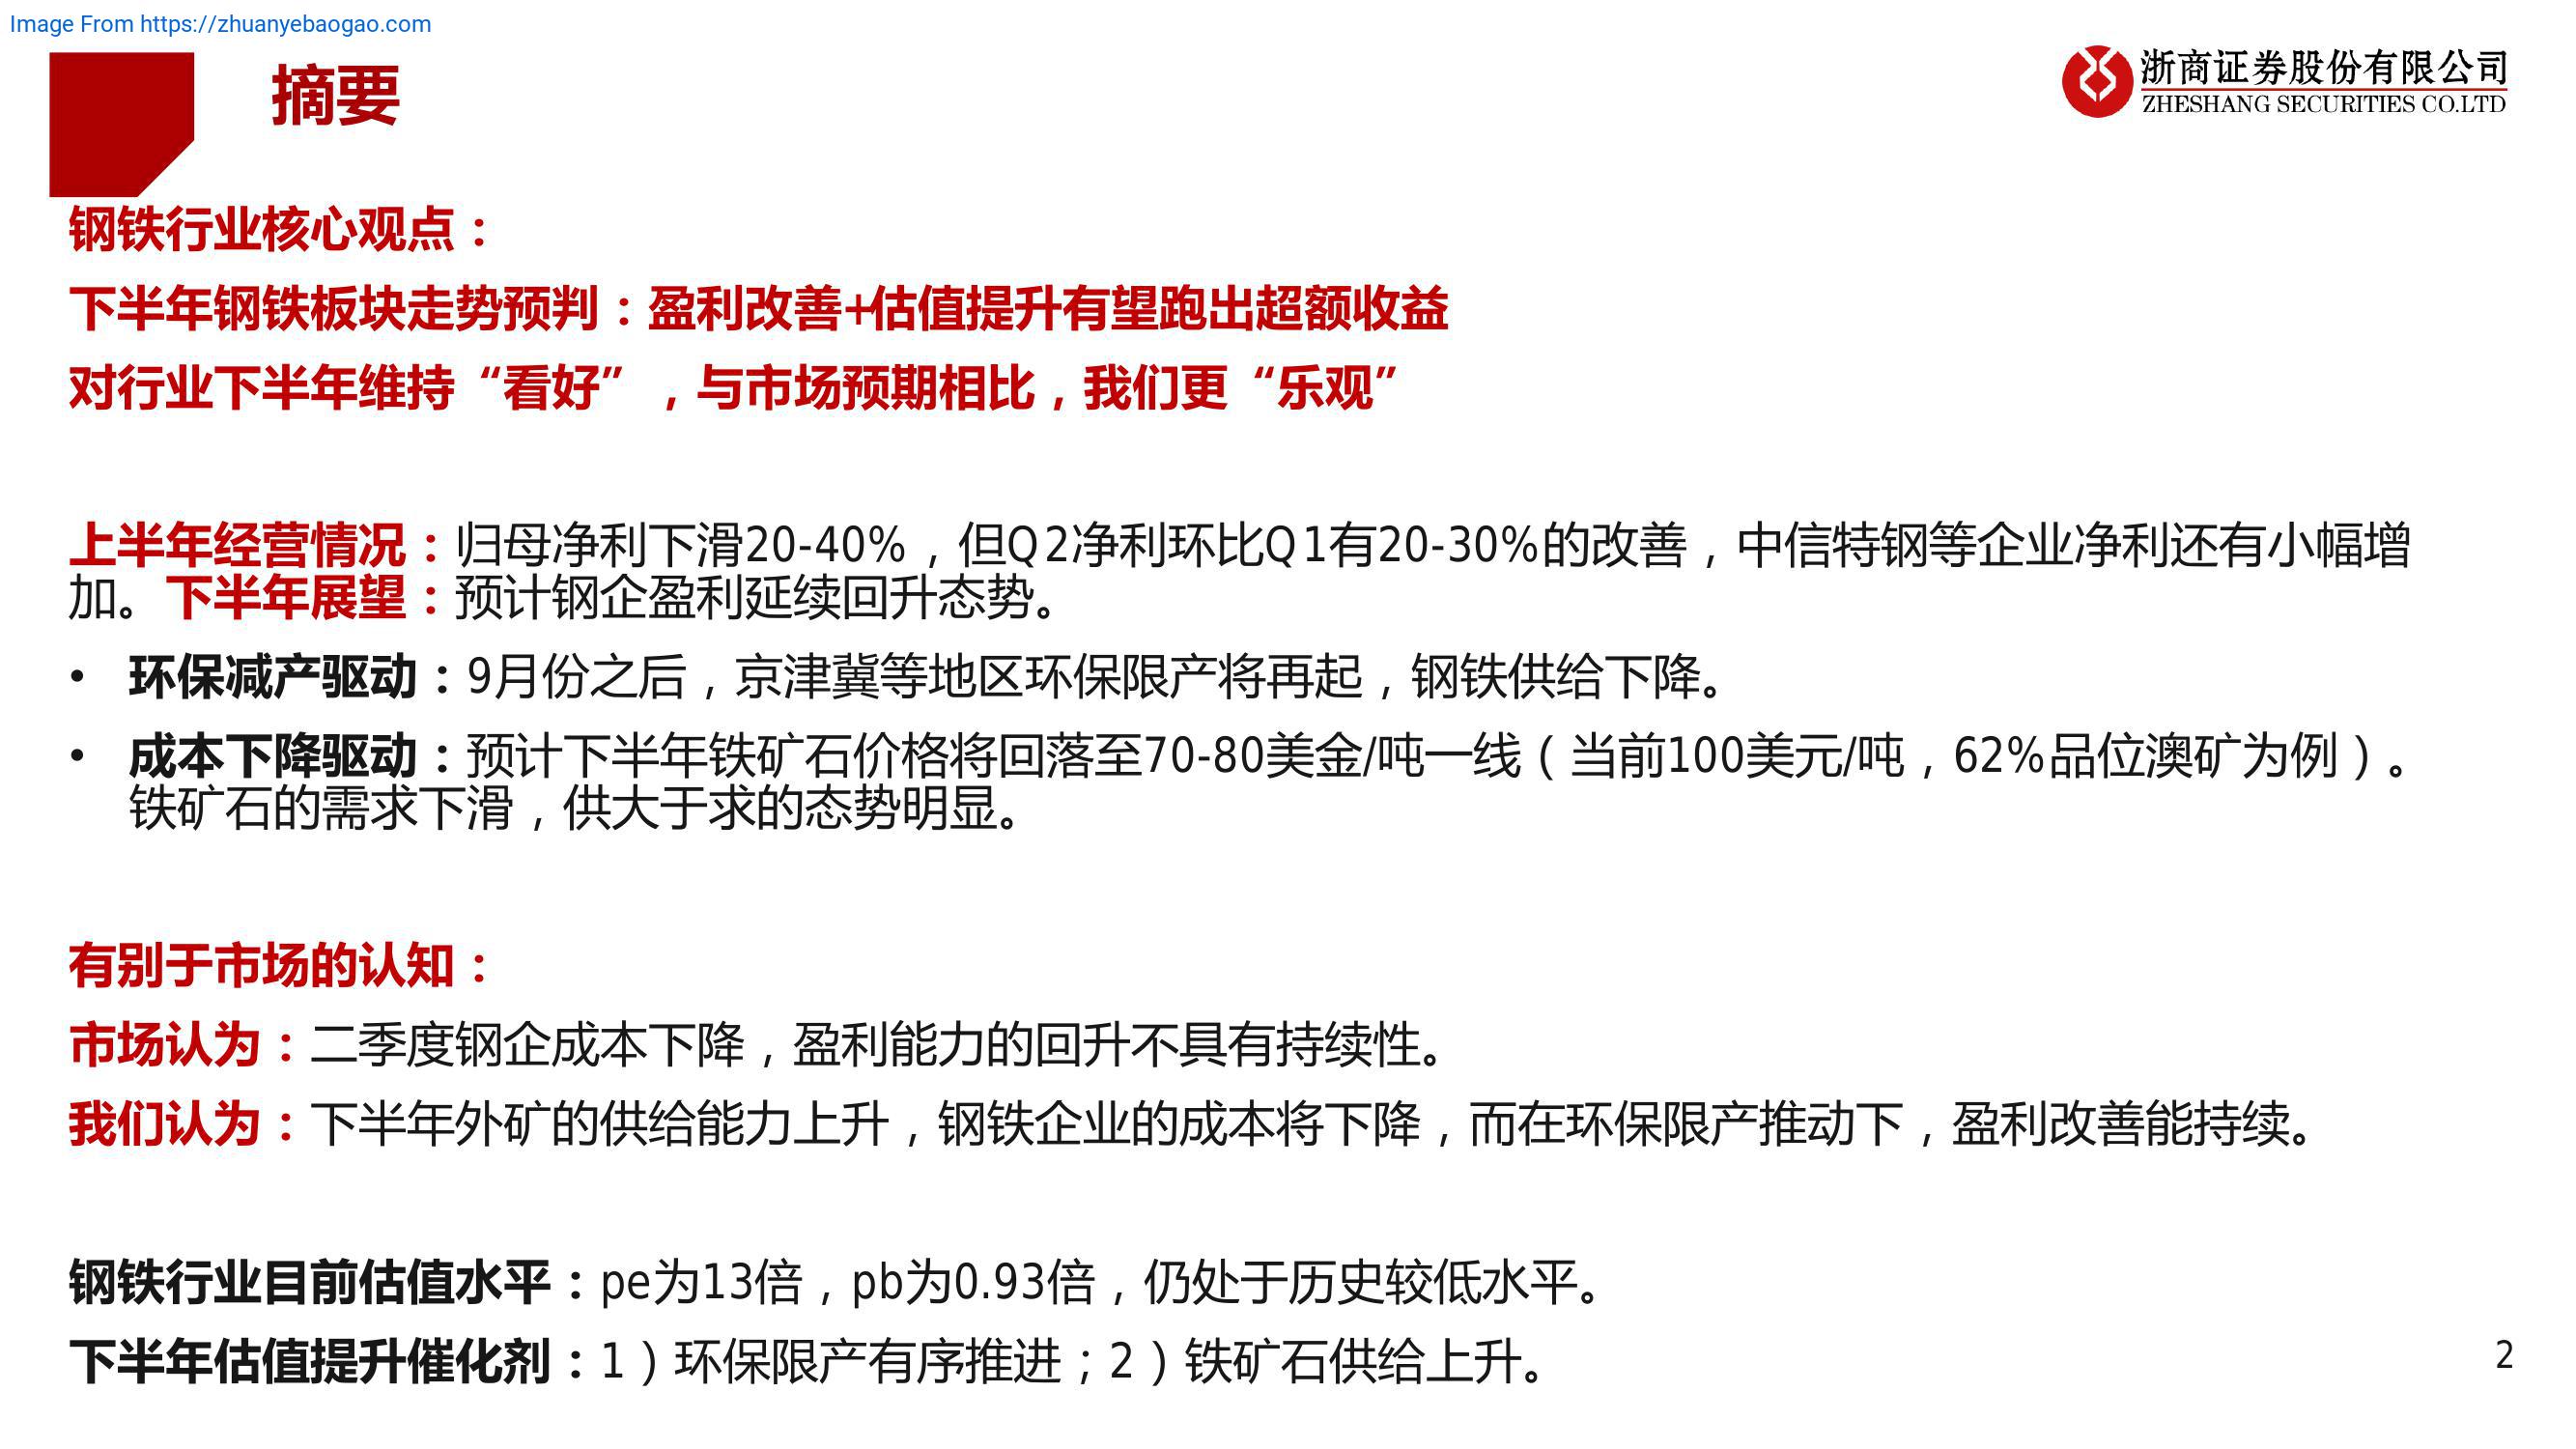 Image From https://zhuanyebaogao.com
摘要
浙商证券股份有限公司
ZHESHANG SECURITIES CO.LTD
钢铁行业核心观点：
下半年钢铁板块走势预判：盈利改善+估值提升有望跑出超额收益
对行业下半年维持“看好”，与市场预期相比，我们更“乐观”
上半年经营情况：归母净利下滑20-40%，但Q2净利环比Q1有20-30%的改善，中信特钢等企业净利还有小幅增
加。下半年展望：预计钢企盈利延续回升态势。
• 环保减产驱动：9月份之后，京津冀等地区环保限产将再起，钢铁供给下降。
• 成本下降驱动：预计下半年铁矿石价格将回落至70-80美金/吨一线（当前100美元/吨，62%品位澳矿为例）。
铁矿石的需求下滑，供大于求的态势明显。
有别于市场的认知：
市场认为：二季度钢企成本下降，盈利能力的回升不具有持续性。
我们认为：下半年外矿的供给能力上升，钢铁企业的成本将下降，而在环保限产推动下，盈利改善能持续。
钢铁行业目前估值水平：pe为13倍，pb为0.93倍，仍处于历史较低水平。
下半年估值提升催化剂：1）环保限产有序推进；2）铁矿石供给上升。
2